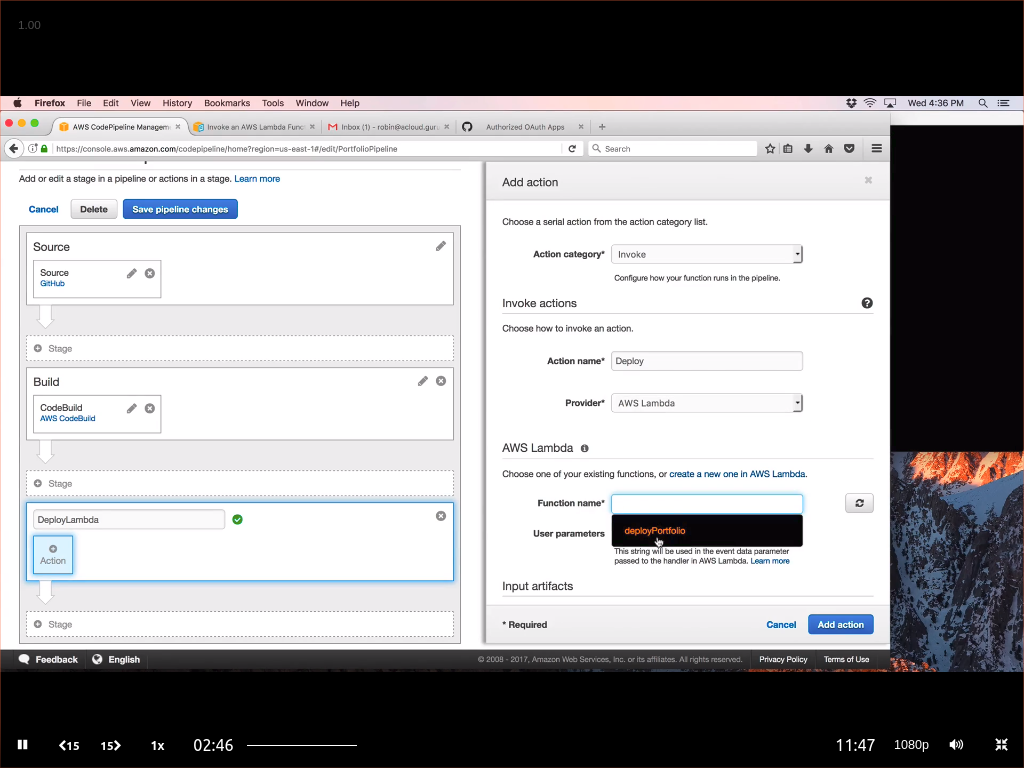 1.00
Firefox File Edit View History Bookmarks Tools Window Help Wed 4:36 PM
AWS CodePipeline Managem Invoke an AWS Lambda Func Inbox (1) - robin@acloud.gur Authorized OAuth Apps
https://console.aws.amazon.com/codepipeline/home?region=us-east-1#/edit/PortfolioPipeline Search
Add or edit a stage in a pipeline or actions in a stage. Learn more
Cancel Delete Save pipeline changes
Source
Source
GitHub
Stage
Build
CodeBuild
AWS CodeBuild
Stage
DeployLambda
Action
Stage
Add action
Choose a serial action from the action category list.
Action category* Invoke
Configure how your function runs in the pipeline.
Invoke actions
Choose how to invoke an action.
Action name* Deploy
Provider* AWS Lambda
AWS Lambda
Choose one of your existing functions, or create a new one in AWS Lambda.
Function name*
deployPortfolio
User parameters
This string will be used in the event data parameter
passed to the handler in AWS Lambda. Learn more
Input artifacts
* Required Cancel Add action
Feedback English © 2008 - 2017, Amazon Web Services, Inc. or its affiliates. All rights reserved. Privacy Policy Terms of Use
15 15 1x 02:46 11:47 1080p